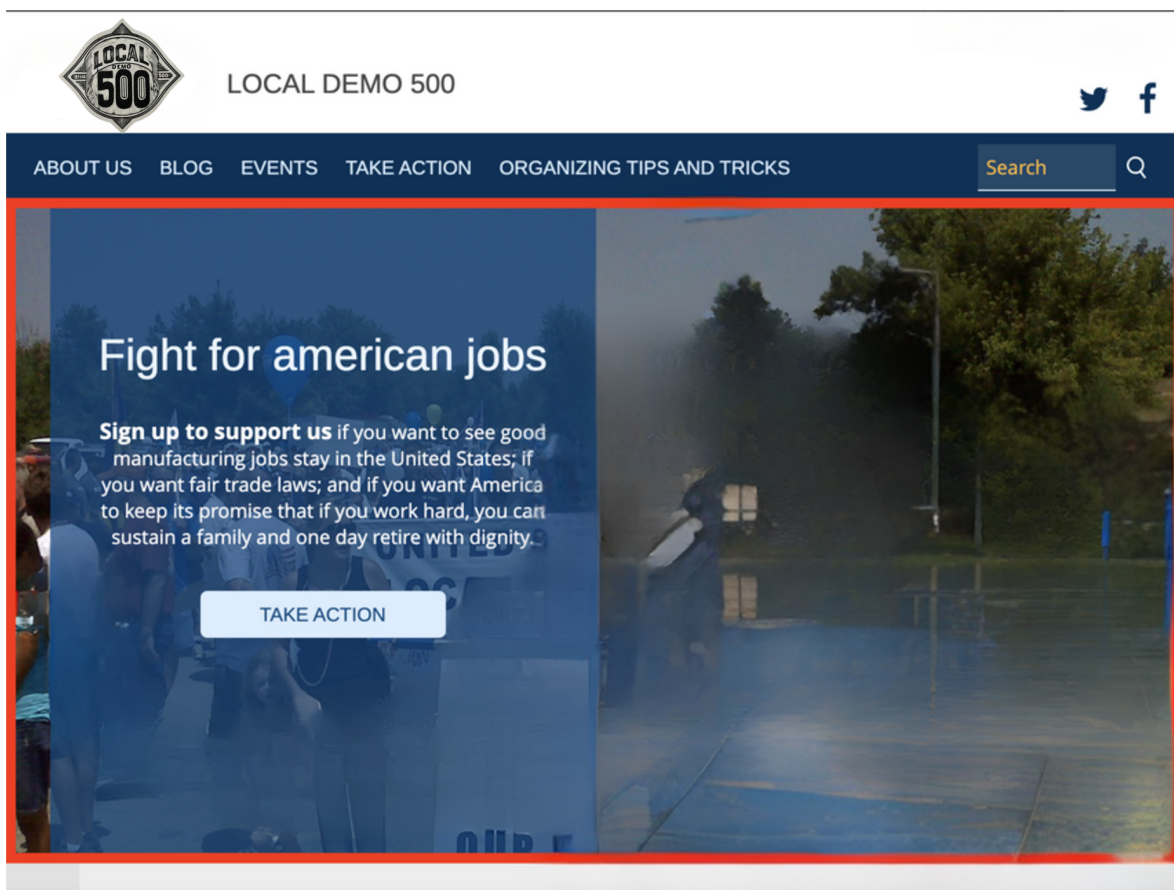 LOCAL
DEMO
500
LOCAL DEMO 500
ABOUT US BLOG EVENTS TAKE ACTION ORGANIZING TIPS AND TRICKS Search
Fight for american jobs
Sign up to support us if you want to see good
manufacturing jobs stay in the United States; if
you want fair trade laws; and if you want America
to keep its promise that if you work hard, you can
sustain a family and one day retire with dignity.
UNITED S
LOC
TAKE ACTION
OUR